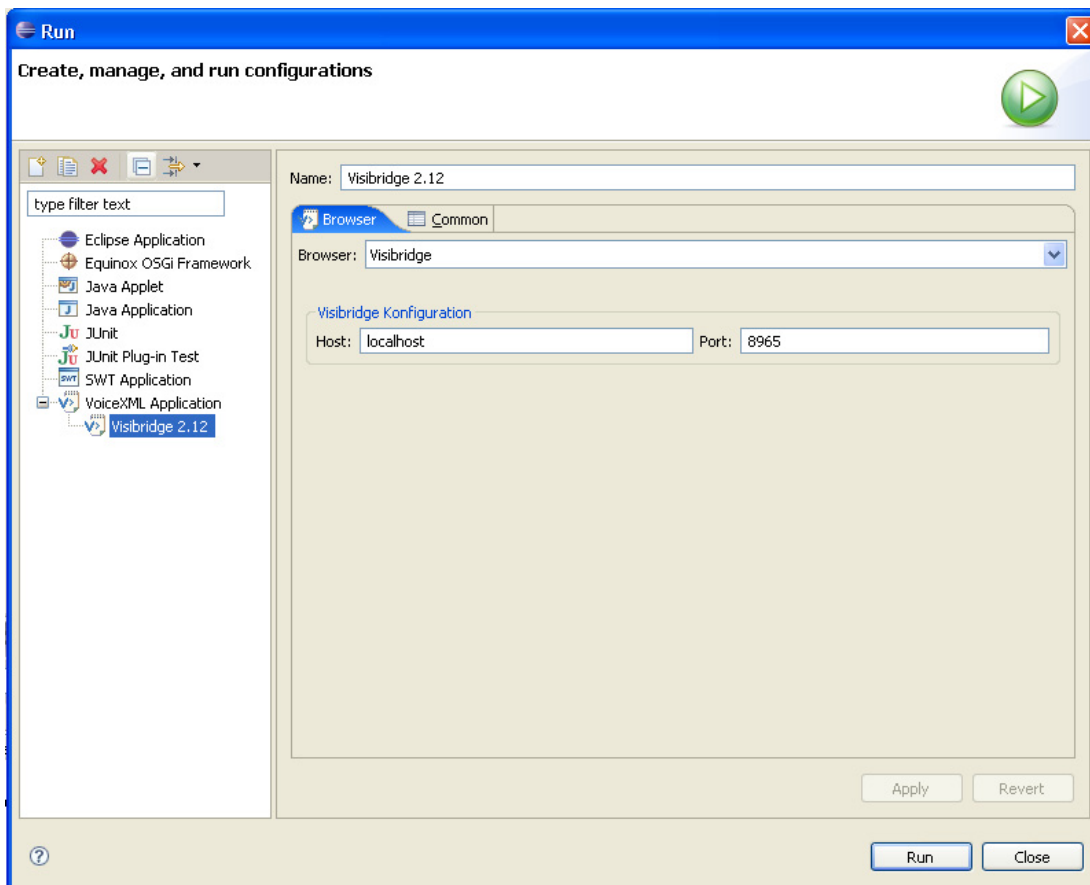 Run
Create, manage, and run configurations
type filter text
Eclipse Application
Equinox OSGi Framework
Java Applet
Java Application
JUnit
JUnit Plug-in Test
SWT Application
VoiceXML Application
Visibridge 2.12
Name: Visibridge 2.12
Browser Common
Browser: Visibridge
Visibridge Konfiguration
Host: localhost Port: 8965
Apply Revert
Run Close